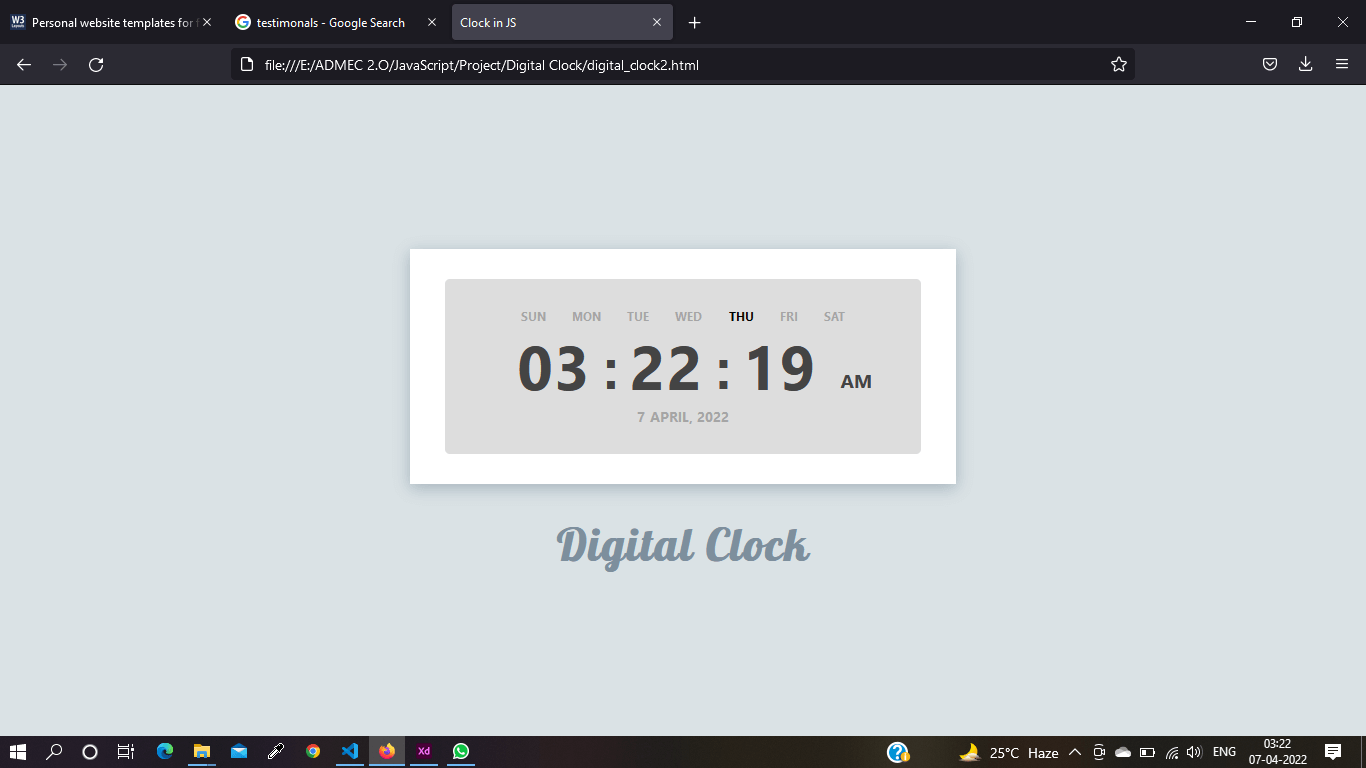 W3 Personal website templates for f
testimonals - Google Search
Clock in JS
file:///E:/ADMEC 2.O/JavaScript/Project/Digital Clock/digital_clock2.html
SUN MON TUE WED THU FRI SAT
03 : 22 : 19 AM
7 APRIL, 2022
Digital Clock
Xd
25°C Haze
ENG
03:22
07-04-2022